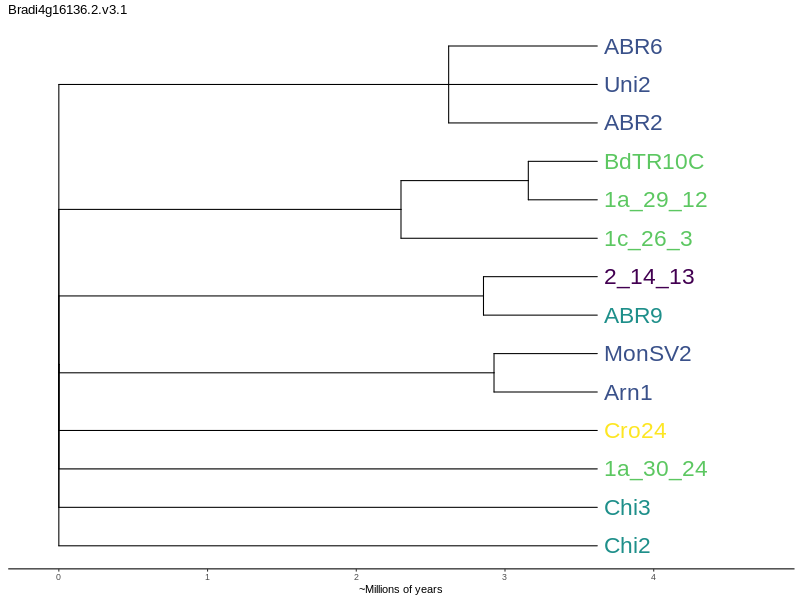 Bradi4g16136.2.v3.1
ABR6
Uni2
ABR2
BdTR10C
1a_29_12
1c_26_3
2_14_13
ABR9
MonSV2
Arn1
Cro24
1a_30_24
Chi3
Chi2
0 1 2 3 4
~Millions of years